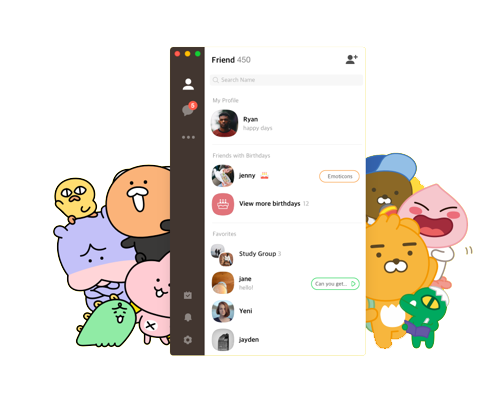 Friend 450
5
Search Name
My Profile
Ryan
happy days
Friends with Birthdays
jenny
Emoticons
View more birthdays 12
Favorites
Study Group 3
jane
hello!
Can you get...
Yeni
jayden